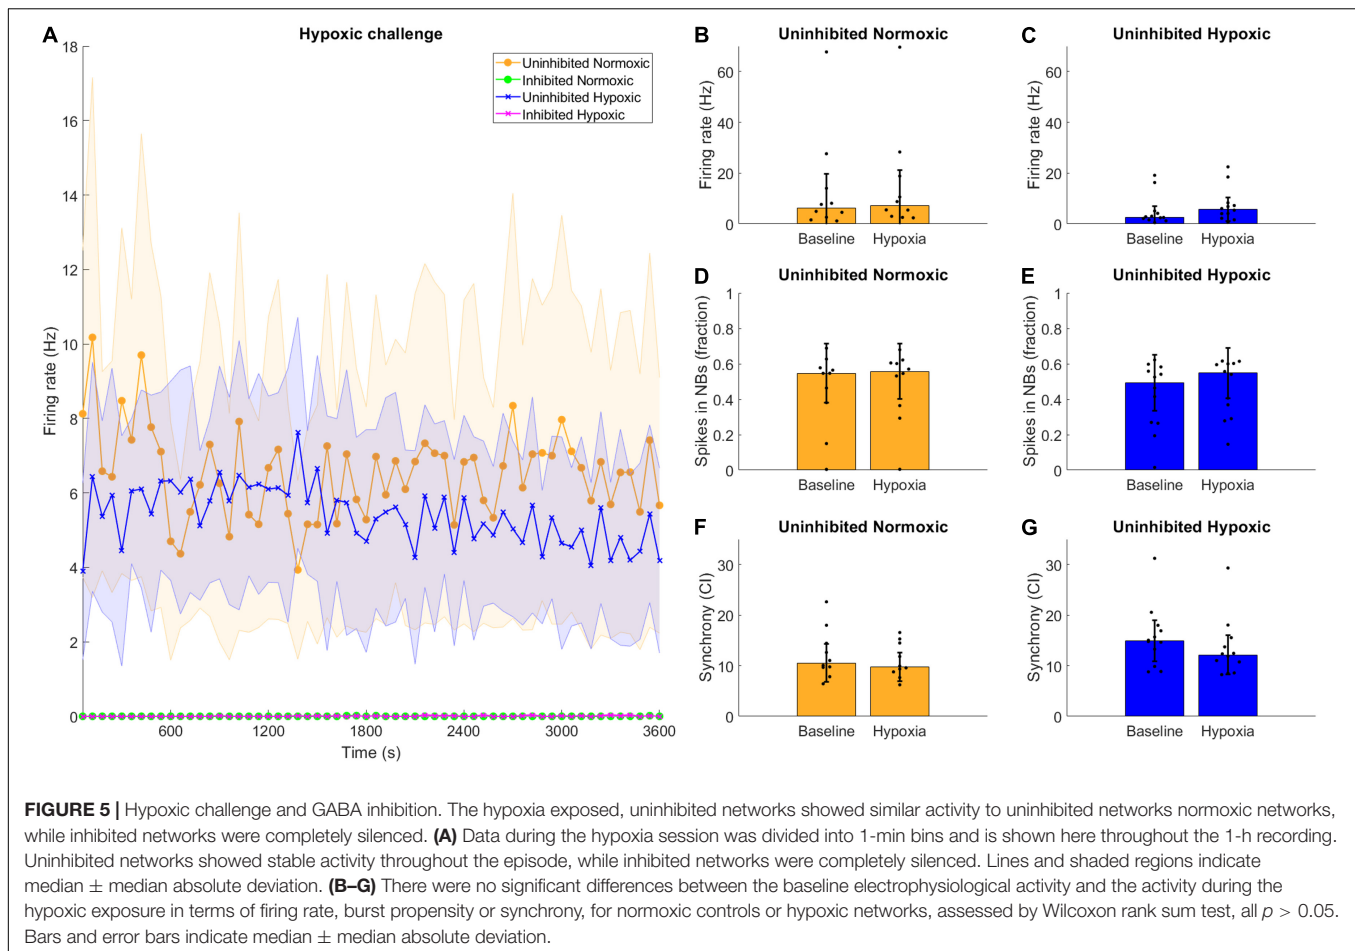 A
Hypoxic challenge
18
16
14
12
10
8
6
4
2
0
Firing rate (Hz)
Uninhibited Normoxic
Inhibited Normoxic
Uninhibited Hypoxic
Inhibited Hypoxic
600
1200
1800
2400
3000
3600
Time (s)
B
Uninhibited Normoxic
Firing rate (Hz)
60
40
20
0
Baseline
Hypoxia
C
Uninhibited Hypoxic
Firing rate (Hz)
60
40
20
0
Baseline
Hypoxia
D
Uninhibited Normoxic
Spikes in NBs (fraction)
1
0.8
0.6
0.4
0.2
0
Baseline
Hypoxia
E
Uninhibited Hypoxic
Spikes in NBs (fraction)
1
0.8
0.6
0.4
0.2
0
Baseline
Hypoxia
F
Uninhibited Normoxic
Synchrony (CI)
30
20
10
0
Baseline
Hypoxia
G
Uninhibited Hypoxic
Synchrony (CI)
30
20
10
0
Baseline
Hypoxia
FIGURE 5 | Hypoxic challenge and GABA inhibition. The hypoxia exposed, uninhibited networks showed similar activity to uninhibited networks normoxic networks,
while inhibited networks were completely silenced. (A) Data during the hypoxia session was divided into 1-min bins and is shown here throughout the 1-h recording.
Uninhibited networks showed stable activity throughout the episode, while inhibited networks were completely silenced. Lines and shaded regions indicate
median ± median absolute deviation. (B–G) There were no significant differences between the baseline electrophysiological activity and the activity during the
hypoxic exposure in terms of firing rate, burst propensity or synchrony, for normoxic controls or hypoxic networks, assessed by Wilcoxon rank sum test, all p > 0.05.
Bars and error bars indicate median ± median absolute deviation.